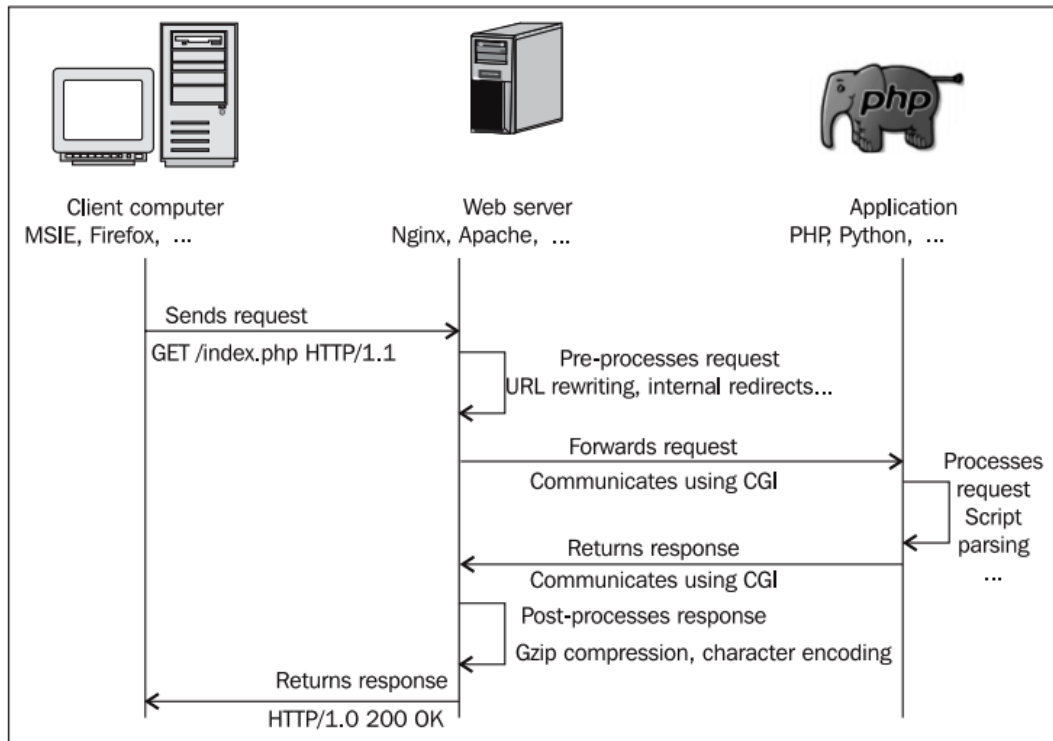 php
Client computer
MSIE, Firefox, ...
Web server
Nginx, Apache, ...
Application
PHP, Python, ...
Sends request
GET /index.php HTTP/1.1
Pre-processes request
URL rewriting, internal redirects...
Forwards request
Communicates using CGI
Processes
request
Script
parsing
...
Returns response
Communicates using CGI
Post-processes response
Gzip compression, character encoding
Returns response
HTTP/1.0 200 OK